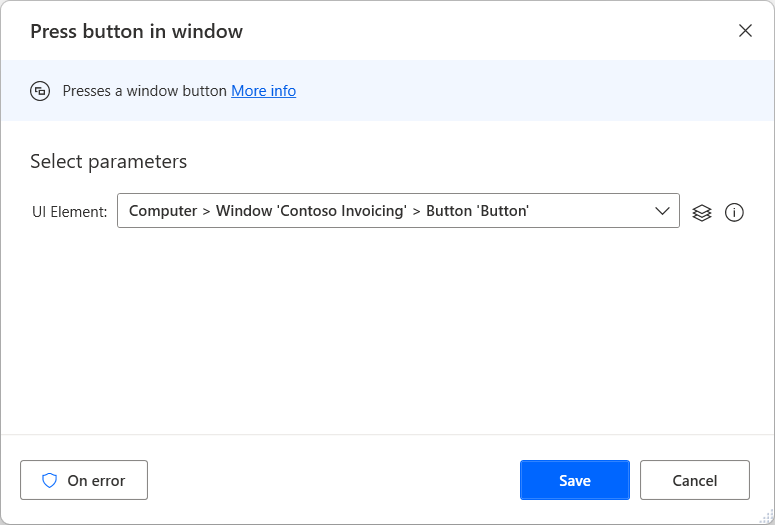 Press button in window
Presses a window button More info
Select parameters
UI Element: Computer > Window 'Contoso Invoicing' > Button 'Button'
On error Save Cancel